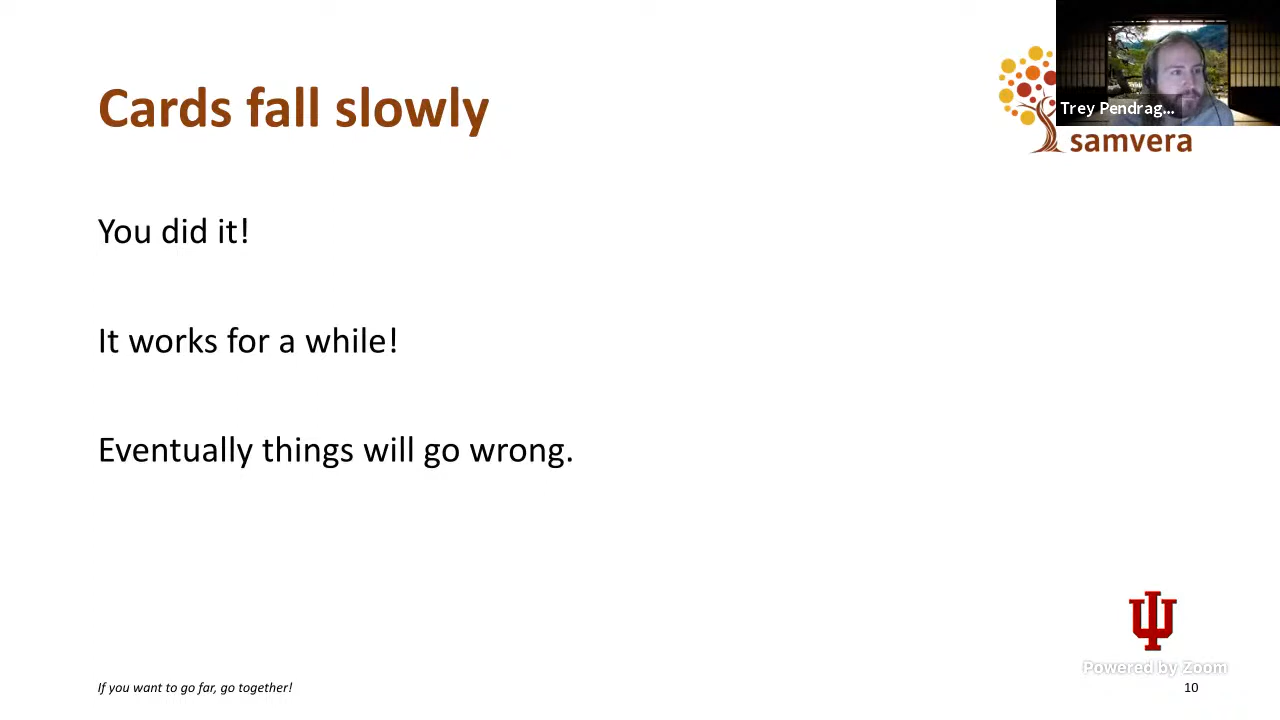 Cards fall slowly
Trey Pendrag...
samvera
You did it!
It works for a while!
Eventually things will go wrong.
Powered by Zoom
If you want to go far, go together!
10